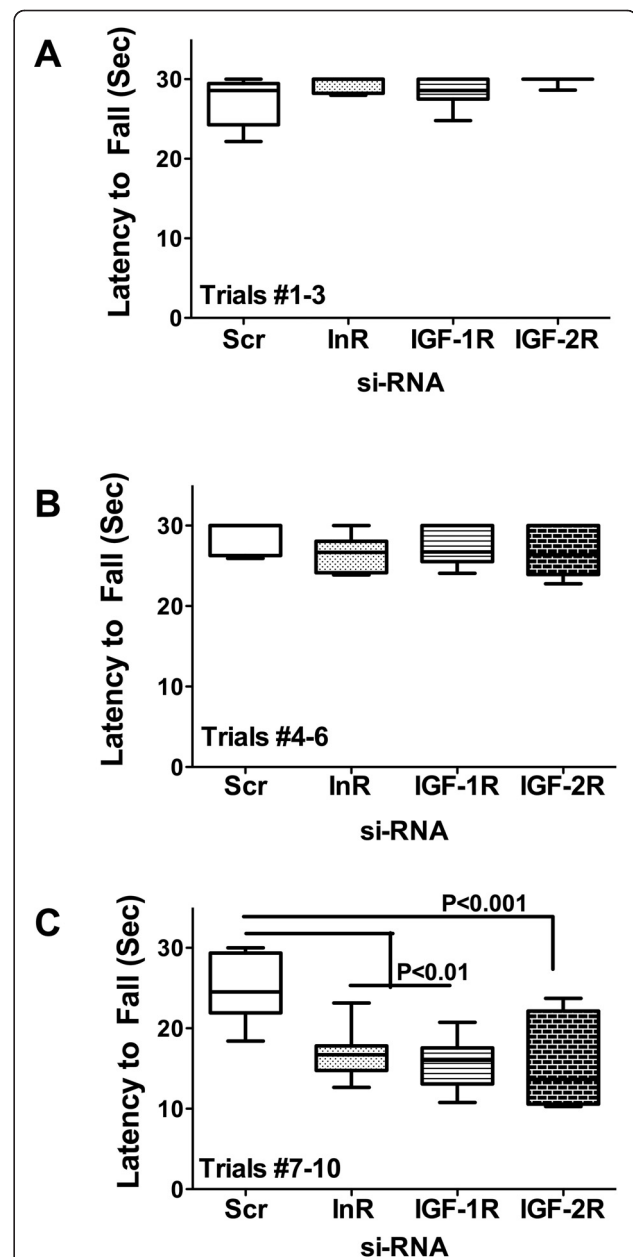 A
Latency to Fall (Sec)
30
20
10
0
Trials #1-3
Scr InR IGF-1R IGF-2R
si-RNA
B
Latency to Fall (Sec)
30
20
10
0
Trials #4-6
Scr InR IGF-1R IGF-2R
si-RNA
C
Latency to Fall (Sec)
P<0.001
P<0.01
30
20
10
0
Trials #7-10
Scr InR IGF-1R IGF-2R
si-RNA